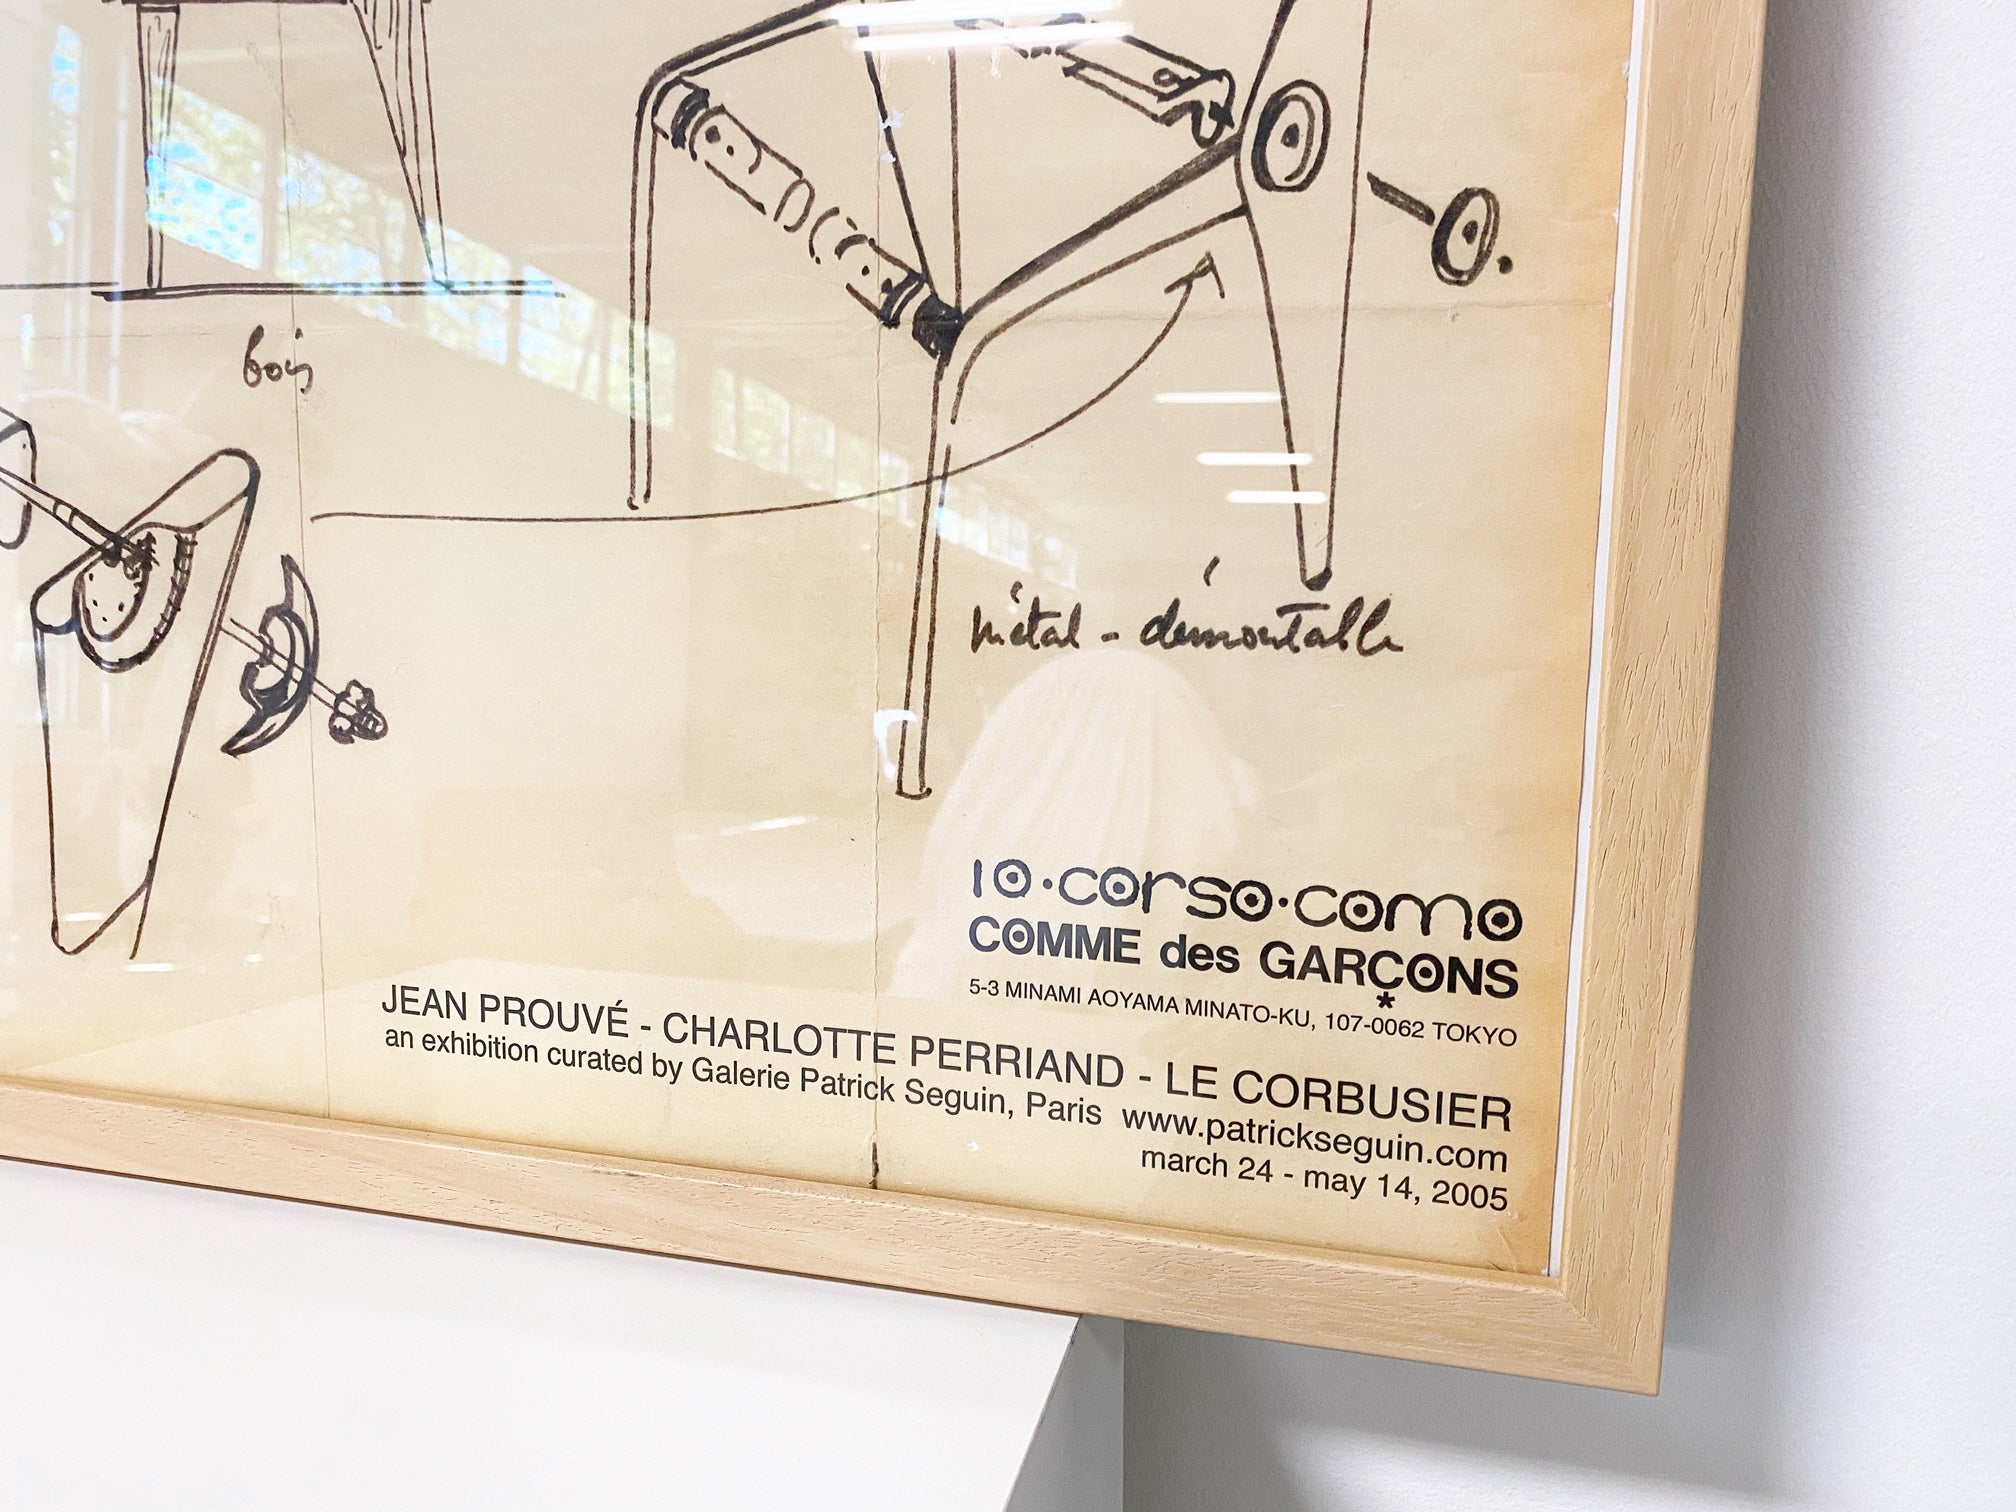 bois
métal - démontable
10·corso·como
COMME des GARÇONS
*
5-3 MINAMI AOYAMA MINATO-KU, 107-0062 TOKYO
JEAN PROUVÉ - CHARLOTTE PERRIAND - LE CORBUSIER
an exhibition curated by Galerie Patrick Seguin, Paris www.patrickseguin.com
march 24 - may 14, 2005